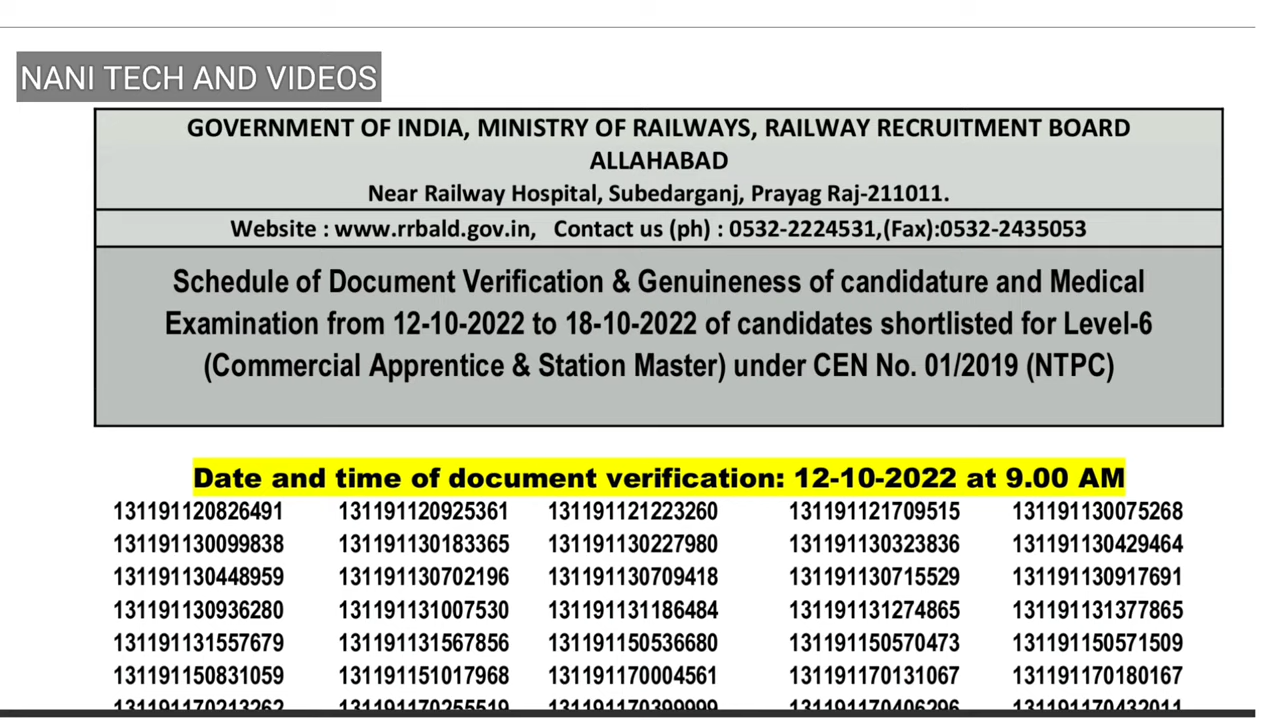 NANI TECH AND VIDEOS
GOVERNMENT OF INDIA, MINISTRY OF RAILWAYS, RAILWAY RECRUITMENT BOARD
ALLAHABAD
Near Railway Hospital, Subedarganj, Prayag Raj-211011.
Website : www.rrbald.gov.in, Contact us (ph) : 0532-2224531,(Fax):0532-2435053
Schedule of Document Verification & Genuineness of candidature and Medical
Examination from 12-10-2022 to 18-10-2022 of candidates shortlisted for Level-6
(Commercial Apprentice & Station Master) under CEN No. 01/2019 (NTPC)
Date and time of document verification: 12-10-2022 at 9.00 AM
131191120826491 131191120925361 131191121223260 131191121709515 131191130075268
131191130099838 131191130183365 131191130227980 131191130323836 131191130429464
131191130448959 131191130702196 131191130709418 131191130715529 131191130917691
131191130936280 131191131007530 131191131186484 131191131274865 131191131377865
131191131557679 131191131567856 131191150536680 131191150570473 131191150571509
131191150831059 131191151017968 131191170004561 131191170131067 131191170180167